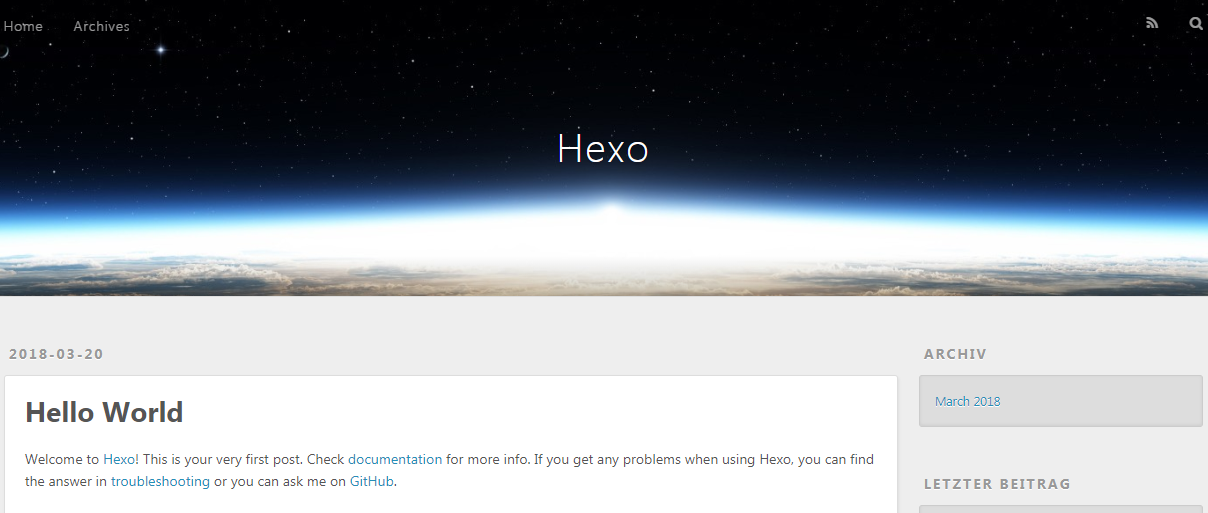 Home Archives
Hexo
2018-03-20
Hello World
Welcome to Hexo! This is your very first post. Check documentation for more info. If you get any problems when using Hexo, you can find
the answer in troubleshooting or you can ask me on GitHub.
ARCHIV
March 2018
LETZTER BEITRAG